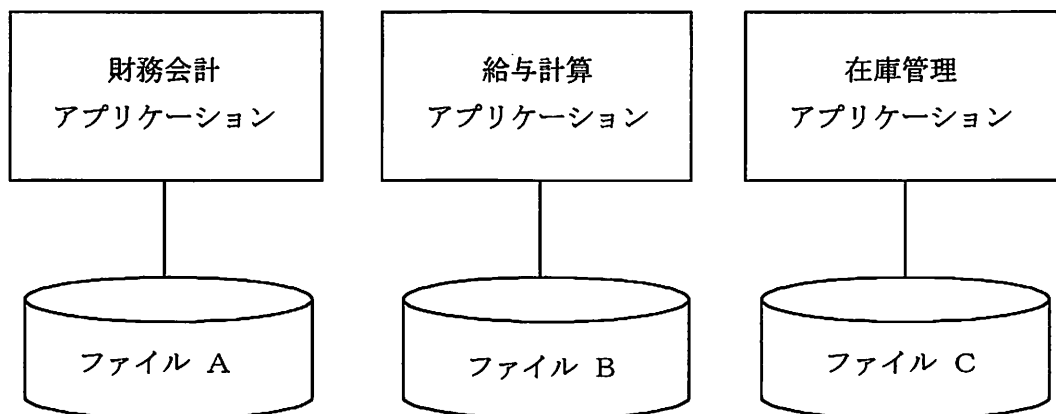 財務会計
アプリケーション
給与計算
アプリケーション
在庫管理
アプリケーション
ファイル A
ファイル B
ファイル C